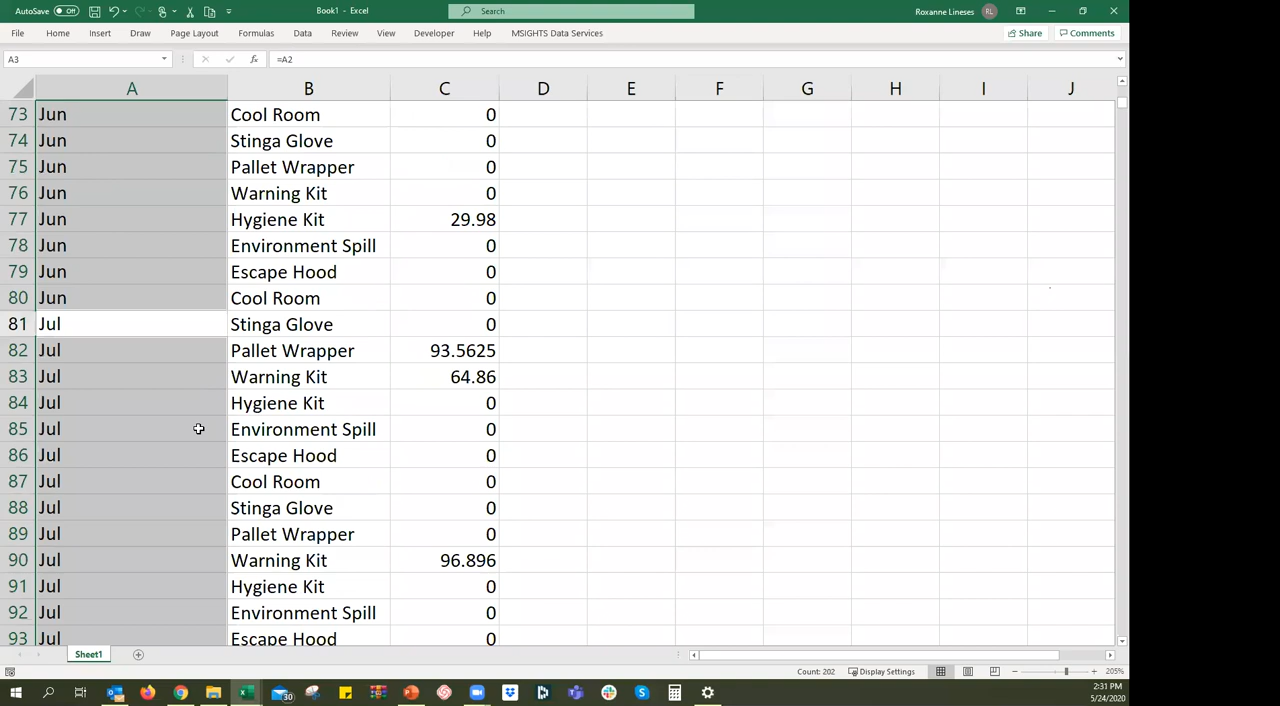 AutoSave Off Book1 - Excel Search Roxanne Lineses RL
File Home Insert Draw Page Layout Formulas Data Review View Developer Help MSIGHTS Data Services Share Comments
A3 fx =A2
A B C D E F G H I J
73 Jun Cool Room 0
74 Jun Stinga Glove 0
75 Jun Pallet Wrapper 0
76 Jun Warning Kit 0
77 Jun Hygiene Kit 29.98
78 Jun Environment Spill 0
79 Jun Escape Hood 0
80 Jun Cool Room 0
81 Jul Stinga Glove 0
82 Jul Pallet Wrapper 93.5625
83 Jul Warning Kit 64.86
84 Jul Hygiene Kit 0
85 Jul Environment Spill 0
86 Jul Escape Hood 0
87 Jul Cool Room 0
88 Jul Stinga Glove 0
89 Jul Pallet Wrapper 0
90 Jul Warning Kit 96.896
91 Jul Hygiene Kit 0
92 Jul Environment Spill 0
93 Jul Escape Hood 0
Sheet1
Count: 202 Display Settings 205%
30 2:31 PM
5/24/2020